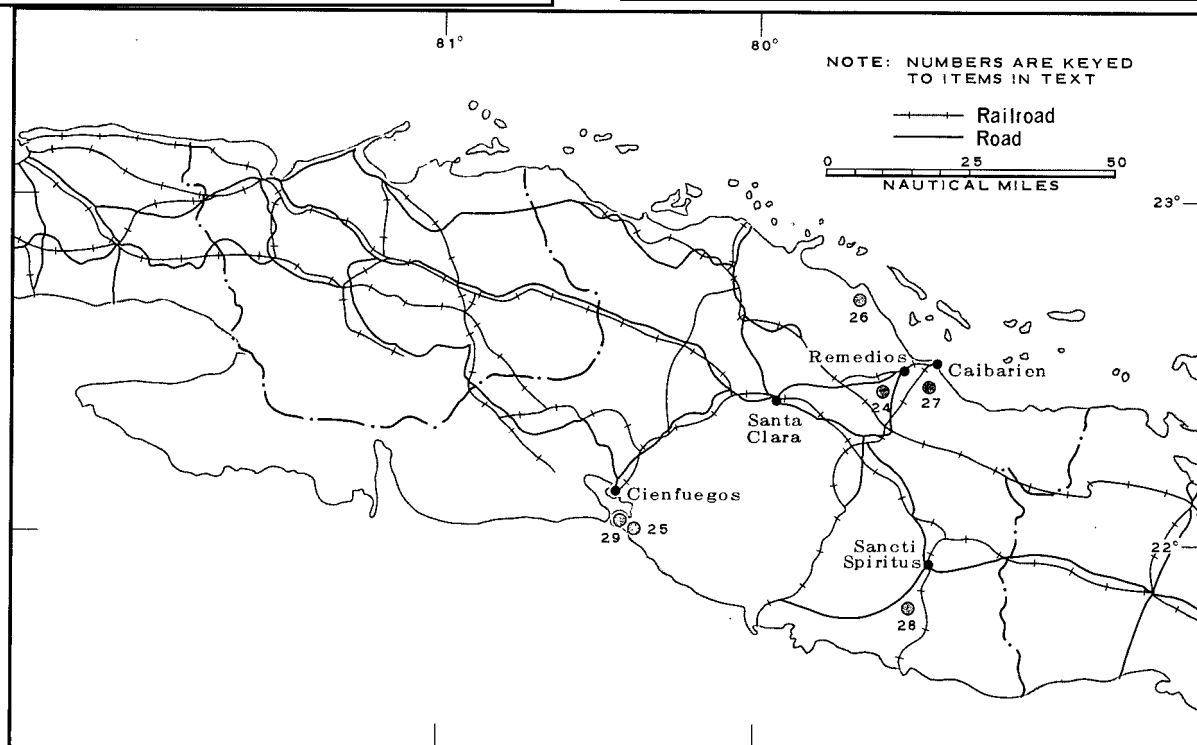 81°
80°
NOTE: NUMBERS ARE KEYED
TO ITEMS IN TEXT
Railroad
Road
0 25 50
NAUTICAL MILES
23°
26
Remedios
Caibarien
24
27
Santa
Clara
Cienfuegos
29
25
Sancti
Spiritus
22°
28